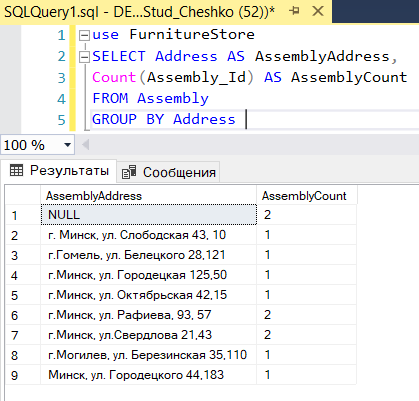 SQLQuery1.sql - DE...Stud_Cheshko (52))*
1 use FurnitureStore
2 SELECT Address AS AssemblyAddress,
3 Count(Assembly_Id) AS AssemblyCount
4 FROM Assembly
5 GROUP BY Address
100 %
Результаты Сообщения
AssemblyAddress AssemblyCount
1 NULL 2
2 г. Минск, ул. Слободская 43, 10 1
3 г.Гомель, ул. Белецкого 28,121 1
4 г.Минск, ул. Городецкая 125,50 1
5 г.Минск, ул. Октябрьская 42,15 1
6 г.Минск, ул. Рафиева, 93, 57 2
7 г.Минск, ул.Свердлова 21,43 2
8 г.Могилев, ул. Березинская 35,110 1
9 Минск, ул. Городецкого 44,183 1